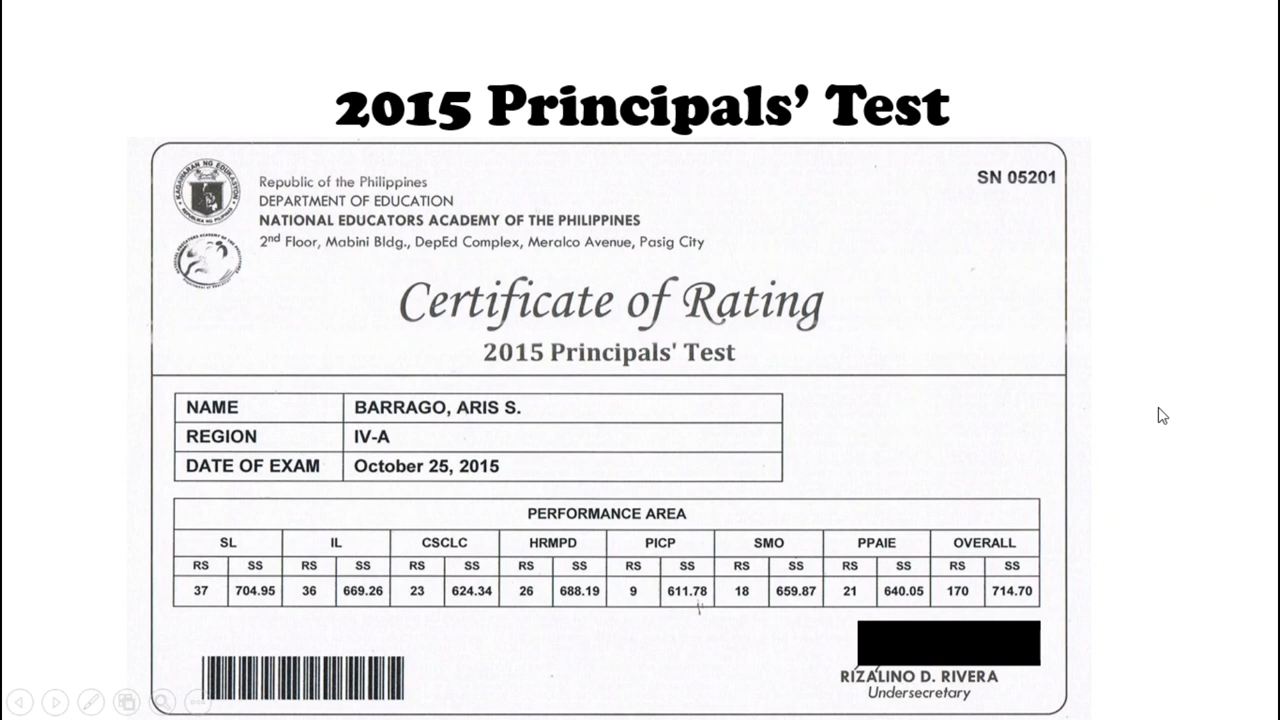 2015 Principals’ Test
SN 05201
Republic of the Philippines
DEPARTMENT OF EDUCATION
NATIONAL EDUCATORS ACADEMY OF THE PHILIPPINES
2nd Floor, Mabini Bldg., DepEd Complex, Meralco Avenue, Pasig City
Certificate of Rating
2015 Principals' Test
NAME BARRAGO, ARIS S.
REGION IV-A
DATE OF EXAM October 25, 2015
PERFORMANCE AREA
SL IL CSCLC HRMPD PICP SMO PPAIE OVERALL
RS SS RS SS RS SS RS SS RS SS RS SS RS SS RS SS
37 704.95 36 669.26 23 624.34 26 688.19 9 611.78 18 659.87 21 640.05 170 714.70
RIZALINO D. RIVERA
Undersecretary